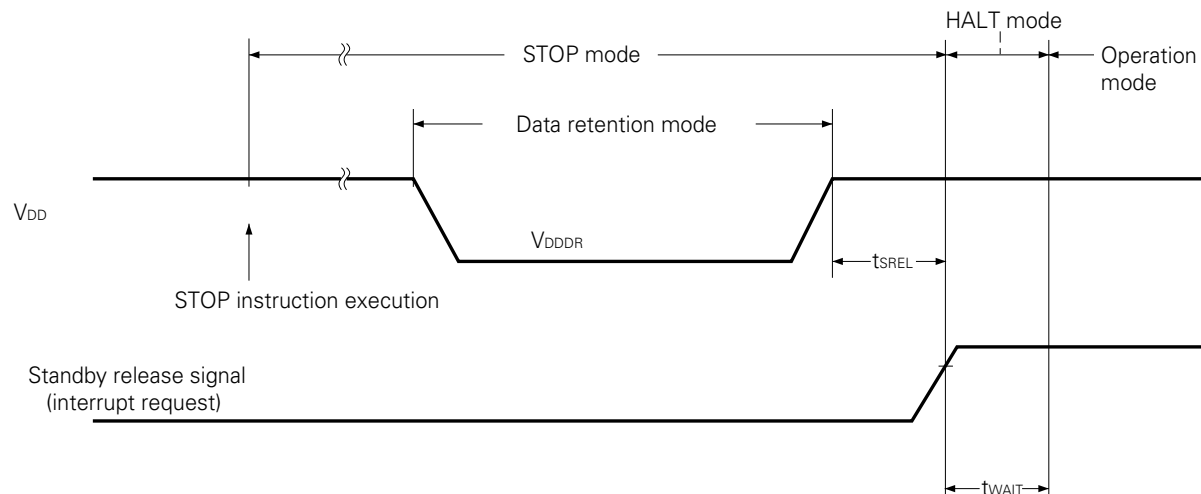 HALT mode
STOP mode
Operation
mode
Data retention mode
VDD
VDDDR
tSREL
STOP instruction execution
Standby release signal
(interrupt request)
tWAIT